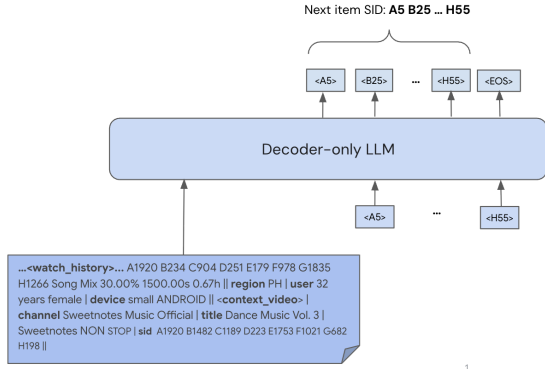 Next item SID: A5 B25 ... H55
<A5> <B25> ... <H55> <EOS>
Decoder-only LLM
<A5> ... <H55>
...<watch_history>... A1920 B234 C904 D251 E179 F978 G1835
H1266 Song Mix 30.00% 1500.00s 0.67h || region PH | user 32
years female | device small ANDROID || <context_video> |
channel Sweetnotes Music Official | title Dance Music Vol. 3 |
Sweetnotes NON STOP | sid A1920 B1482 C1189 D223 E1753 F1021 G682
H198 ||
1